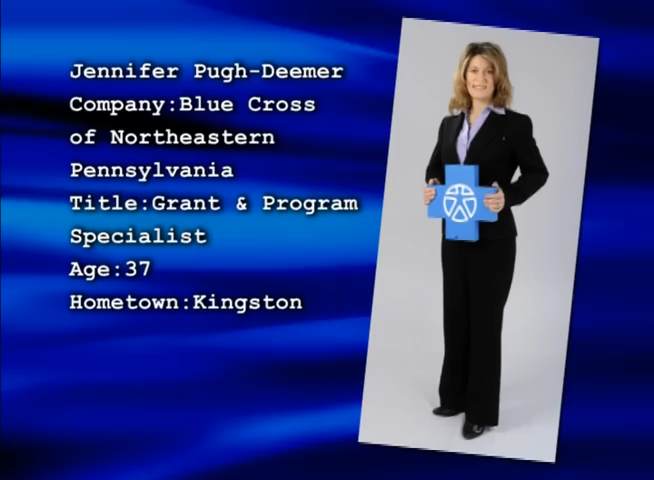 Jennifer Pugh-Deemer
Company:Blue Cross
of Northeastern
Pennsylvania
Title:Grant & Program
Specialist
Age:37
Hometown:Kingston